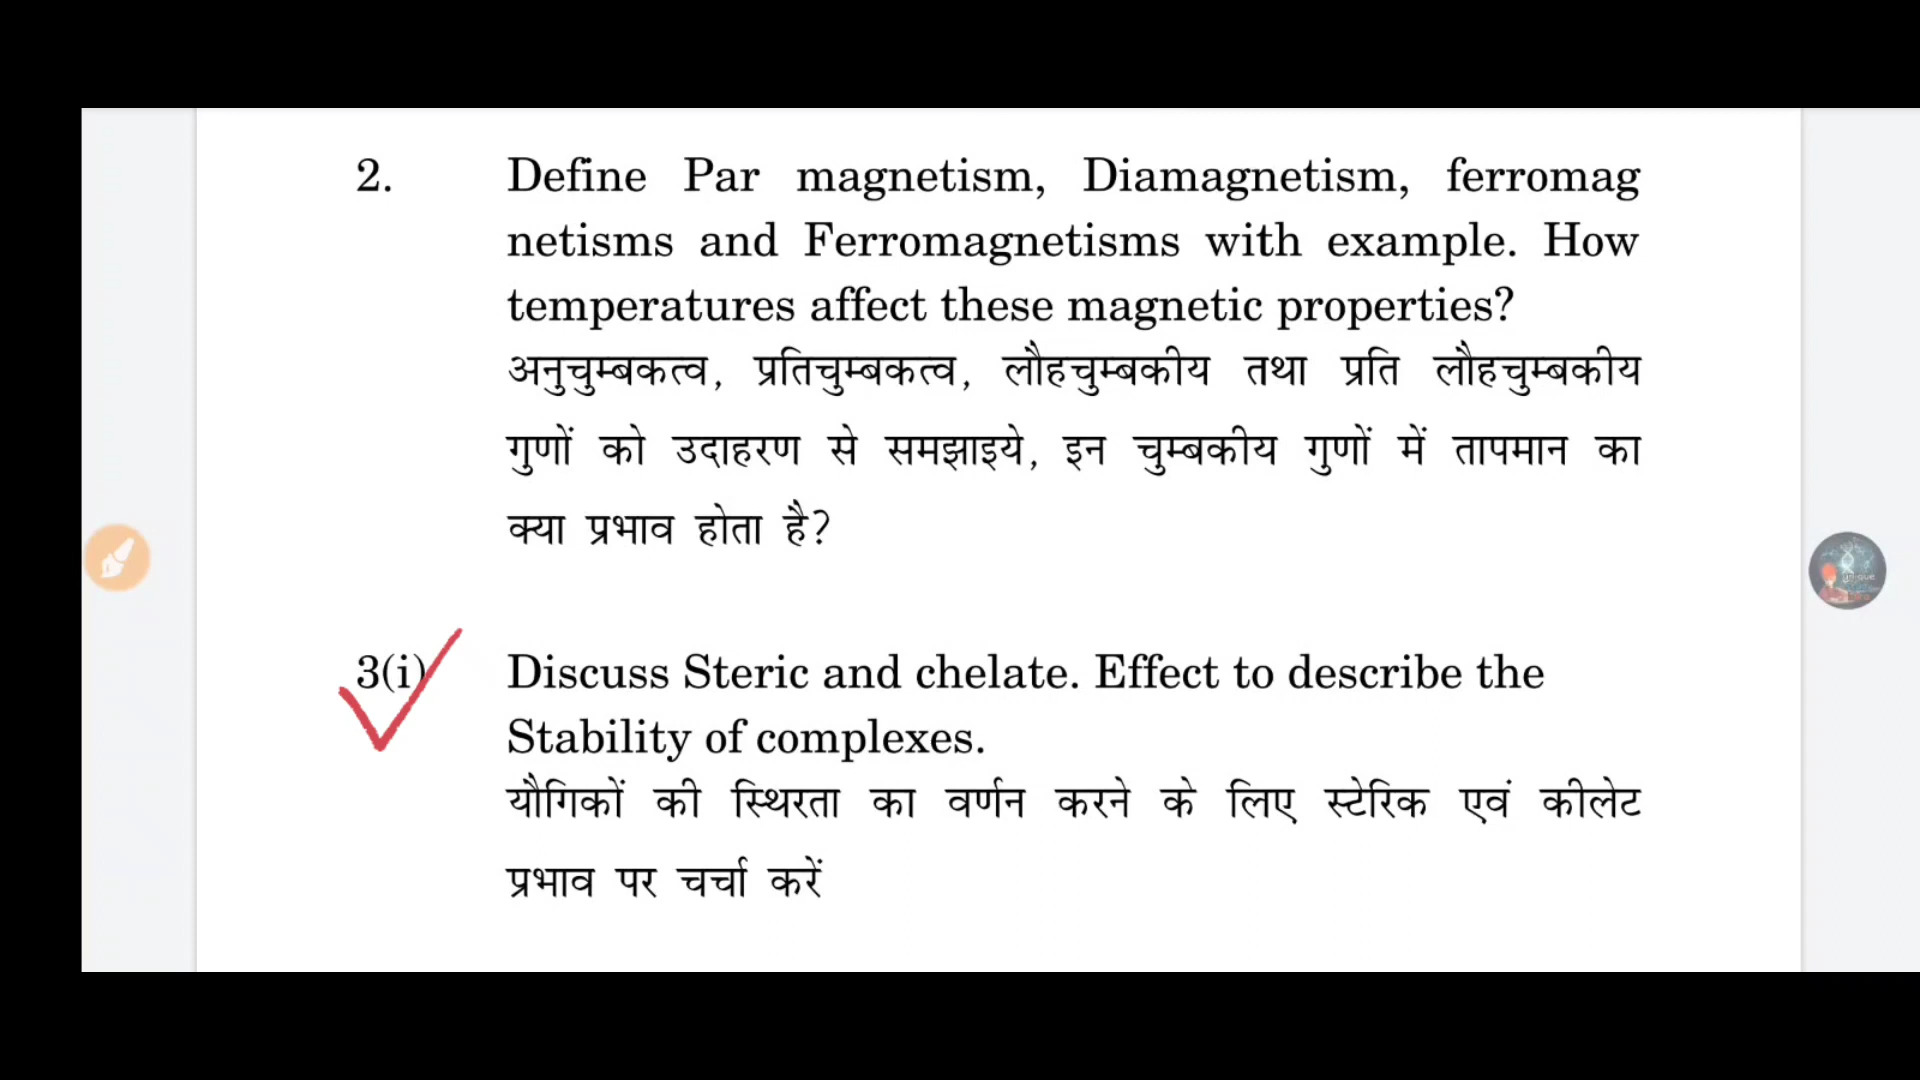 2. Define Par magnetism, Diamagnetism, ferromag
netisms and Ferromagnetisms with example. How
temperatures affect these magnetic properties?
अनुचुम्बकत्व, प्रतिचुम्बकत्व, लौहचुम्बकीय तथा प्रति लौहचुम्बकीय
गुणों को उदाहरण से समझाइये, इन चुम्बकीय गुणों में तापमान का
क्या प्रभाव होता है?
3(i) Discuss Steric and chelate. Effect to describe the
Stability of complexes.
यौगिकों की स्थिरता का वर्णन करने के लिए स्टेरिक एवं कीलेट
प्रभाव पर चर्चा करें